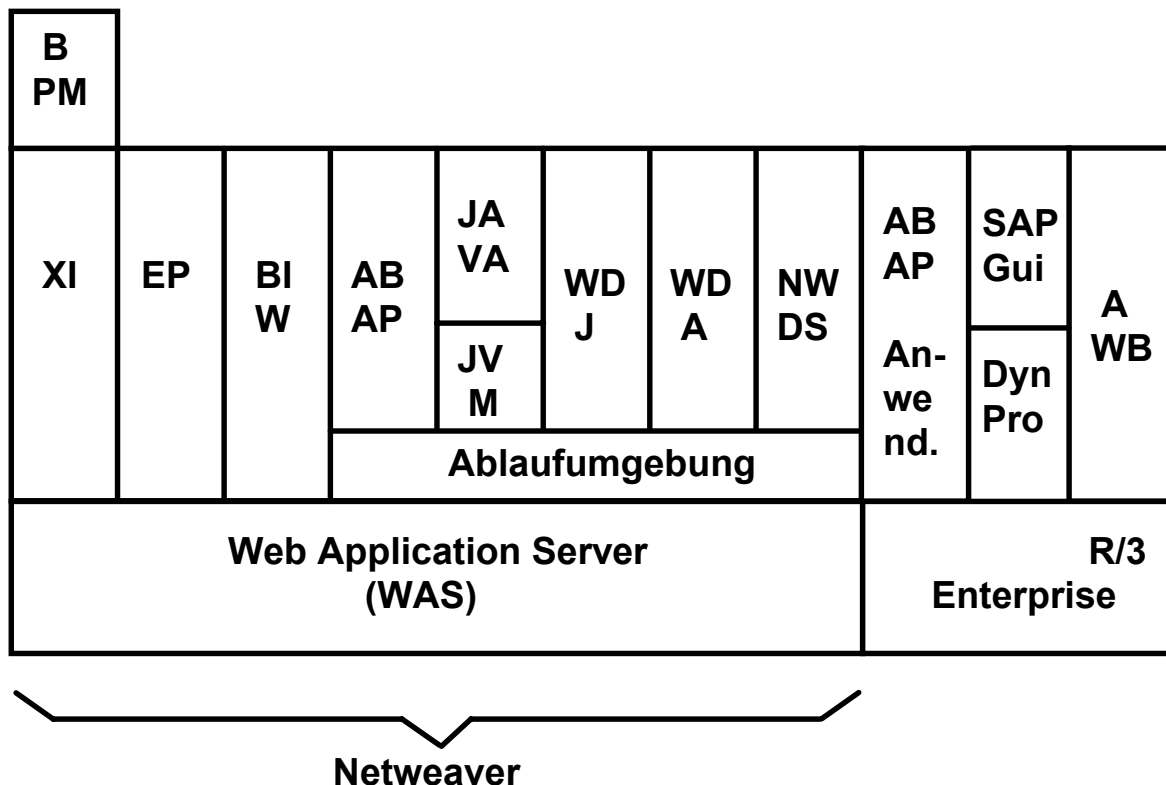 B
PM
XI
EP
BI
W
AB
AP
JA
VA
JV
M
WD
J
WD
A
NW
DS
AB
AP
An-
we
nd.
SAP
Gui
Dyn
Pro
A
WB
Ablaufumgebung
Web Application Server
(WAS)
R/3
Enterprise
Netweaver